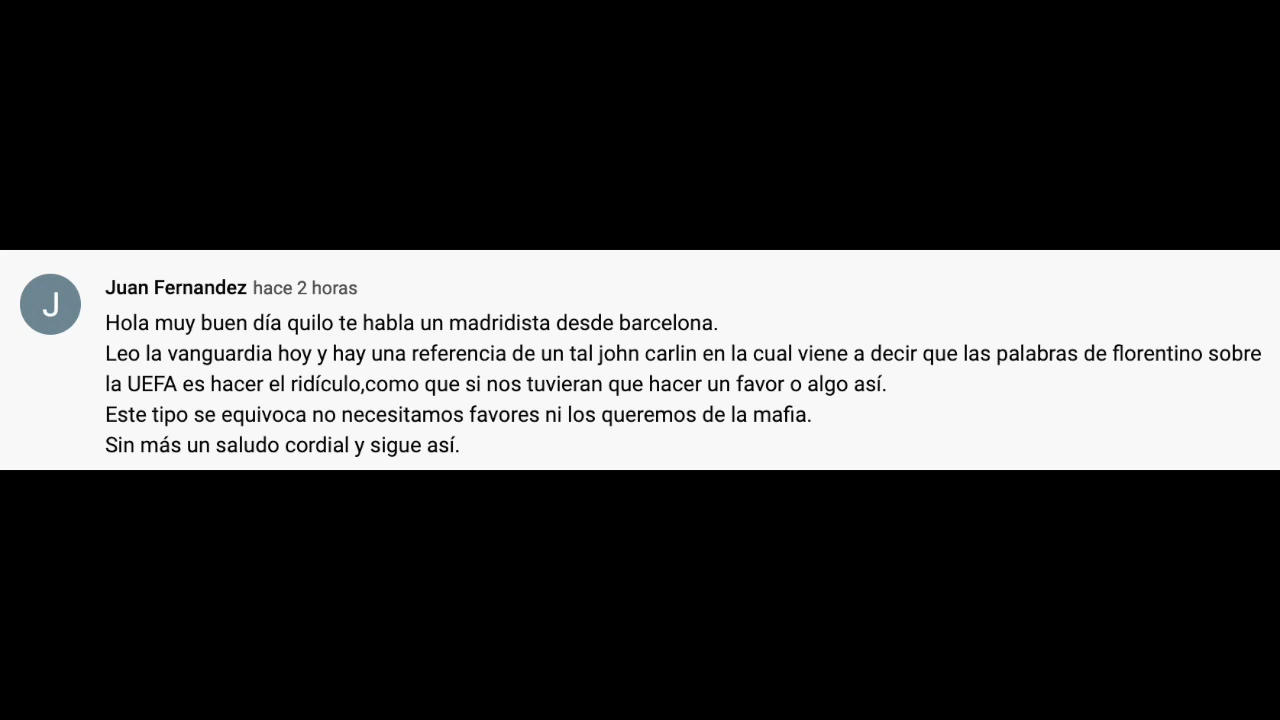 J
Juan Fernandez hace 2 horas
Hola muy buen día quilo te habla un madridista desde barcelona.
Leo la vanguardia hoy y hay una referencia de un tal john carlin en la cual viene a decir que las palabras de florentino sobre
la UEFA es hacer el ridículo,como que si nos tuvieran que hacer un favor o algo así.
Este tipo se equivoca no necesitamos favores ni los queremos de la mafia.
Sin más un saludo cordial y sigue así.